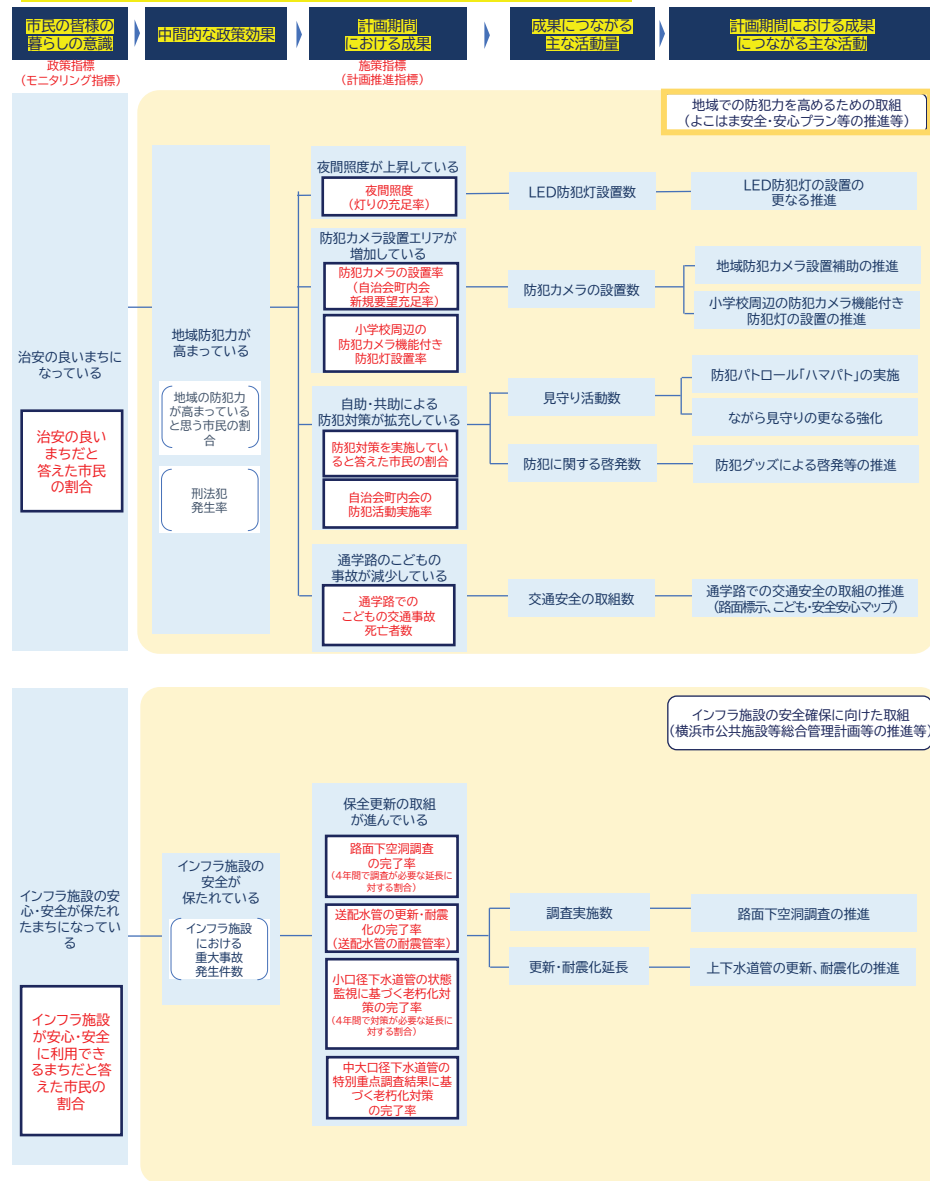 市民の皆様の
暮らしの意識
中間的な政策効果
計画期間
における成果
成果につながる
主な活動量
計画期間における成果
につながる主な活動
政策指標
（モニタリング指標）
施策指標
（計画推進指標）
地域での防犯力を高めるための取組
（よこはま安全・安心プラン等の推進等）
治安の良いまちに
なっている
治安の良い
まちだと
答えた市民
の割合
地域防犯力が
高まっている
地域の防犯力
が高まっている
と思う市民の割
合
刑法犯
発生率
夜間照度が上昇している
夜間照度
（灯りの充足率）
LED防犯灯設置数
LED防犯灯の設置の
更なる推進
防犯カメラ設置エリアが
増加している
防犯カメラの設置率
（自治会町内会
新規要望充足率）
小学校周辺の
防犯カメラ機能付き
防犯灯設置率
防犯カメラの設置数
地域防犯カメラ設置補助の推進
小学校周辺の防犯カメラ機能付き
防犯灯の設置の推進
自助・共助による
防犯対策が拡充している
防犯対策を実施してい
ると答えた市民の割合
自治会町内会の
防犯活動実施率
見守り活動数
防犯パトロール「ハマパト」の実施
ながら見守りの更なる強化
防犯に関する啓発数
防犯グッズによる啓発等の推進
通学路のこどもの
事故が減少している
通学路での
こどもの交通事故
死亡者数
交通安全の取組数
通学路での交通安全の取組の推進
（路面標示、こども・安全安心マップ）
インフラ施設の安全確保に向けた取組
（横浜市公共施設等総合管理計画等の推進等）
インフラ施設の安
心・安全が保たれ
たまちになってい
る
インフラ施設
が安心・安全
に利用でき
るまちだと答
えた市民の
割合
インフラ施設の
安全が
保たれている
インフラ施設
における
重大事故
発生件数
保全更新の取組
が進んでいる
路面下空洞調査
の完了率
（4年間で調査が必要な延長に
対する割合）
送配水管の更新・耐震
化の完了率
（送配水管の耐震管率）
小口径下水道管の状態
監視に基づく老朽化対
策の完了率
（4年間で対策が必要な延長に
対する割合）
中大口径下水道管の
特別重点調査結果に基
づく老朽化対策
の完了率
調査実施数
路面下空洞調査の推進
更新・耐震化延長
上下水道管の更新、耐震化の推進